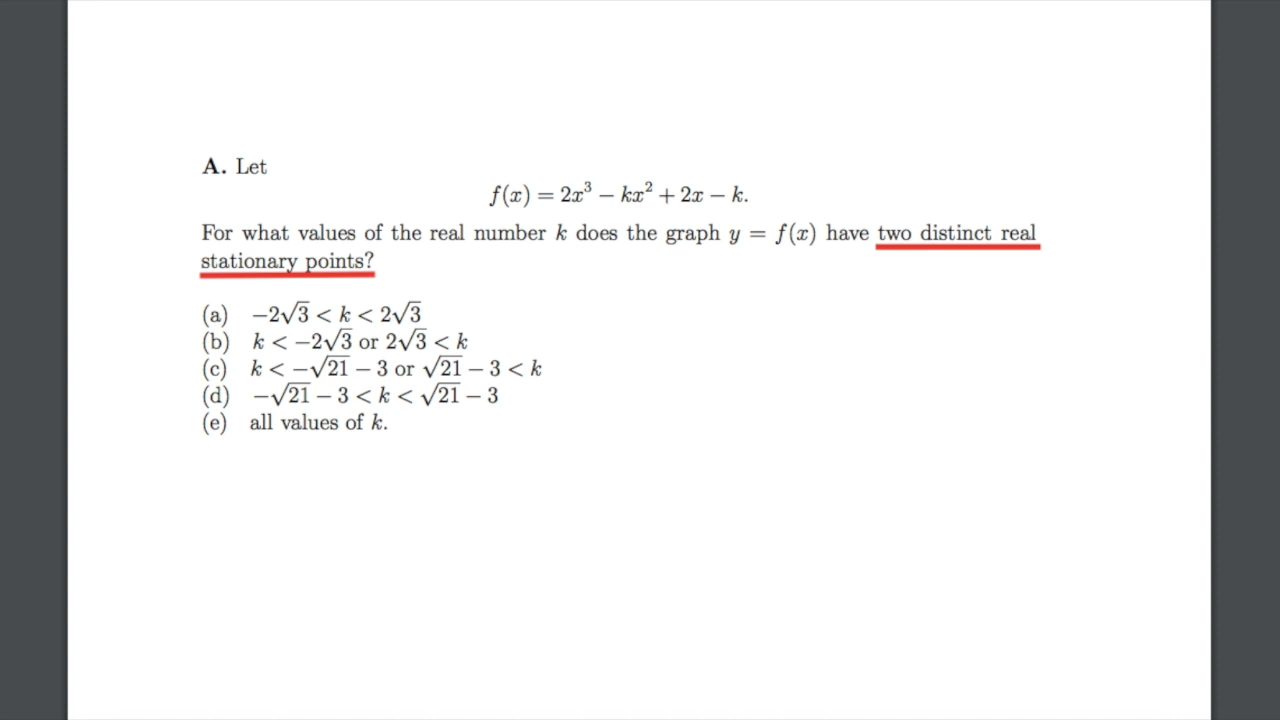 A. Let
f(x) = 2x³ − kx² + 2x − k.
For what values of the real number k does the graph y = f(x) have two distinct real
stationary points?
(a) −2√3 < k < 2√3
(b) k < −2√3 or 2√3 < k
(c) k < −√21 − 3 or √21 − 3 < k
(d) −√21 − 3 < k < √21 − 3
(e) all values of k.